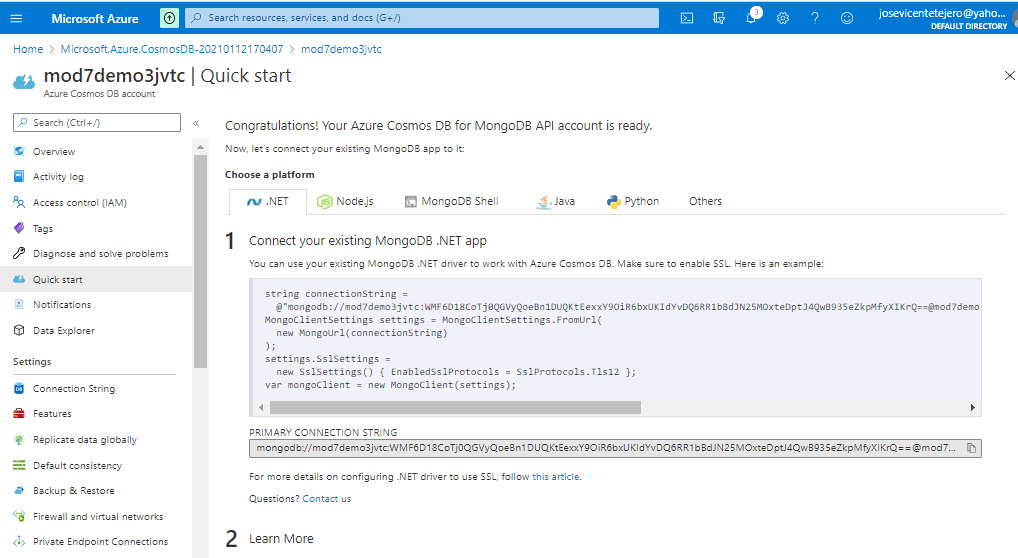 Microsoft Azure
Search resources, services, and docs (G+/)
3
josevicentetejero@yaho...
DEFAULT DIRECTORY
Home > Microsoft.Azure.CosmosDB-20210112170407 > mod7demo3jvtc
mod7demo3jvtc | Quick start
Azure Cosmos DB account
Search (Ctrl+/)
Overview
Activity log
Access control (IAM)
Tags
Diagnose and solve problems
Quick start
Notifications
Data Explorer
Settings
Connection String
Features
Replicate data globally
Default consistency
Backup & Restore
Firewall and virtual networks
Private Endpoint Connections
Congratulations! Your Azure Cosmos DB for MongoDB API account is ready.
Now, let's connect your existing MongoDB app to it:
Choose a platform
.NET Node.js MongoDB Shell Java Python Others
1 Connect your existing MongoDB .NET app
You can use your existing MongoDB .NET driver to work with Azure Cosmos DB. Make sure to enable SSL. Here is an example:
string connectionString =
@"mongodb://mod7demo3jvtc:WMF6D18CoTj0QGVyQoeBn1DUQKtEexxY9OiR6bxUKIdYvDQ6RR1bBdJN25MOxteDptJ4QwB935eZkpMfyXIKrQ==@mod7demo
MongoClientSettings settings = MongoClientSettings.FromUrl(
new MongoUrl(connectionString)
);
settings.SslSettings =
new SslSettings() { EnabledSslProtocols = SslProtocols.Tls12 };
var mongoClient = new MongoClient(settings);
PRIMARY CONNECTION STRING
mongodb://mod7demo3jvtc:WMF6D18CoTj0QGVyQoeBn1DUQKtEexxY9OiR6bxUKIdYvDQ6RR1bBdJN25MOxteDptJ4QwB935eZkpMfyXIKrQ==@mod7...
For more details on configuring .NET driver to use SSL, follow this article.
Questions? Contact us
2 Learn More